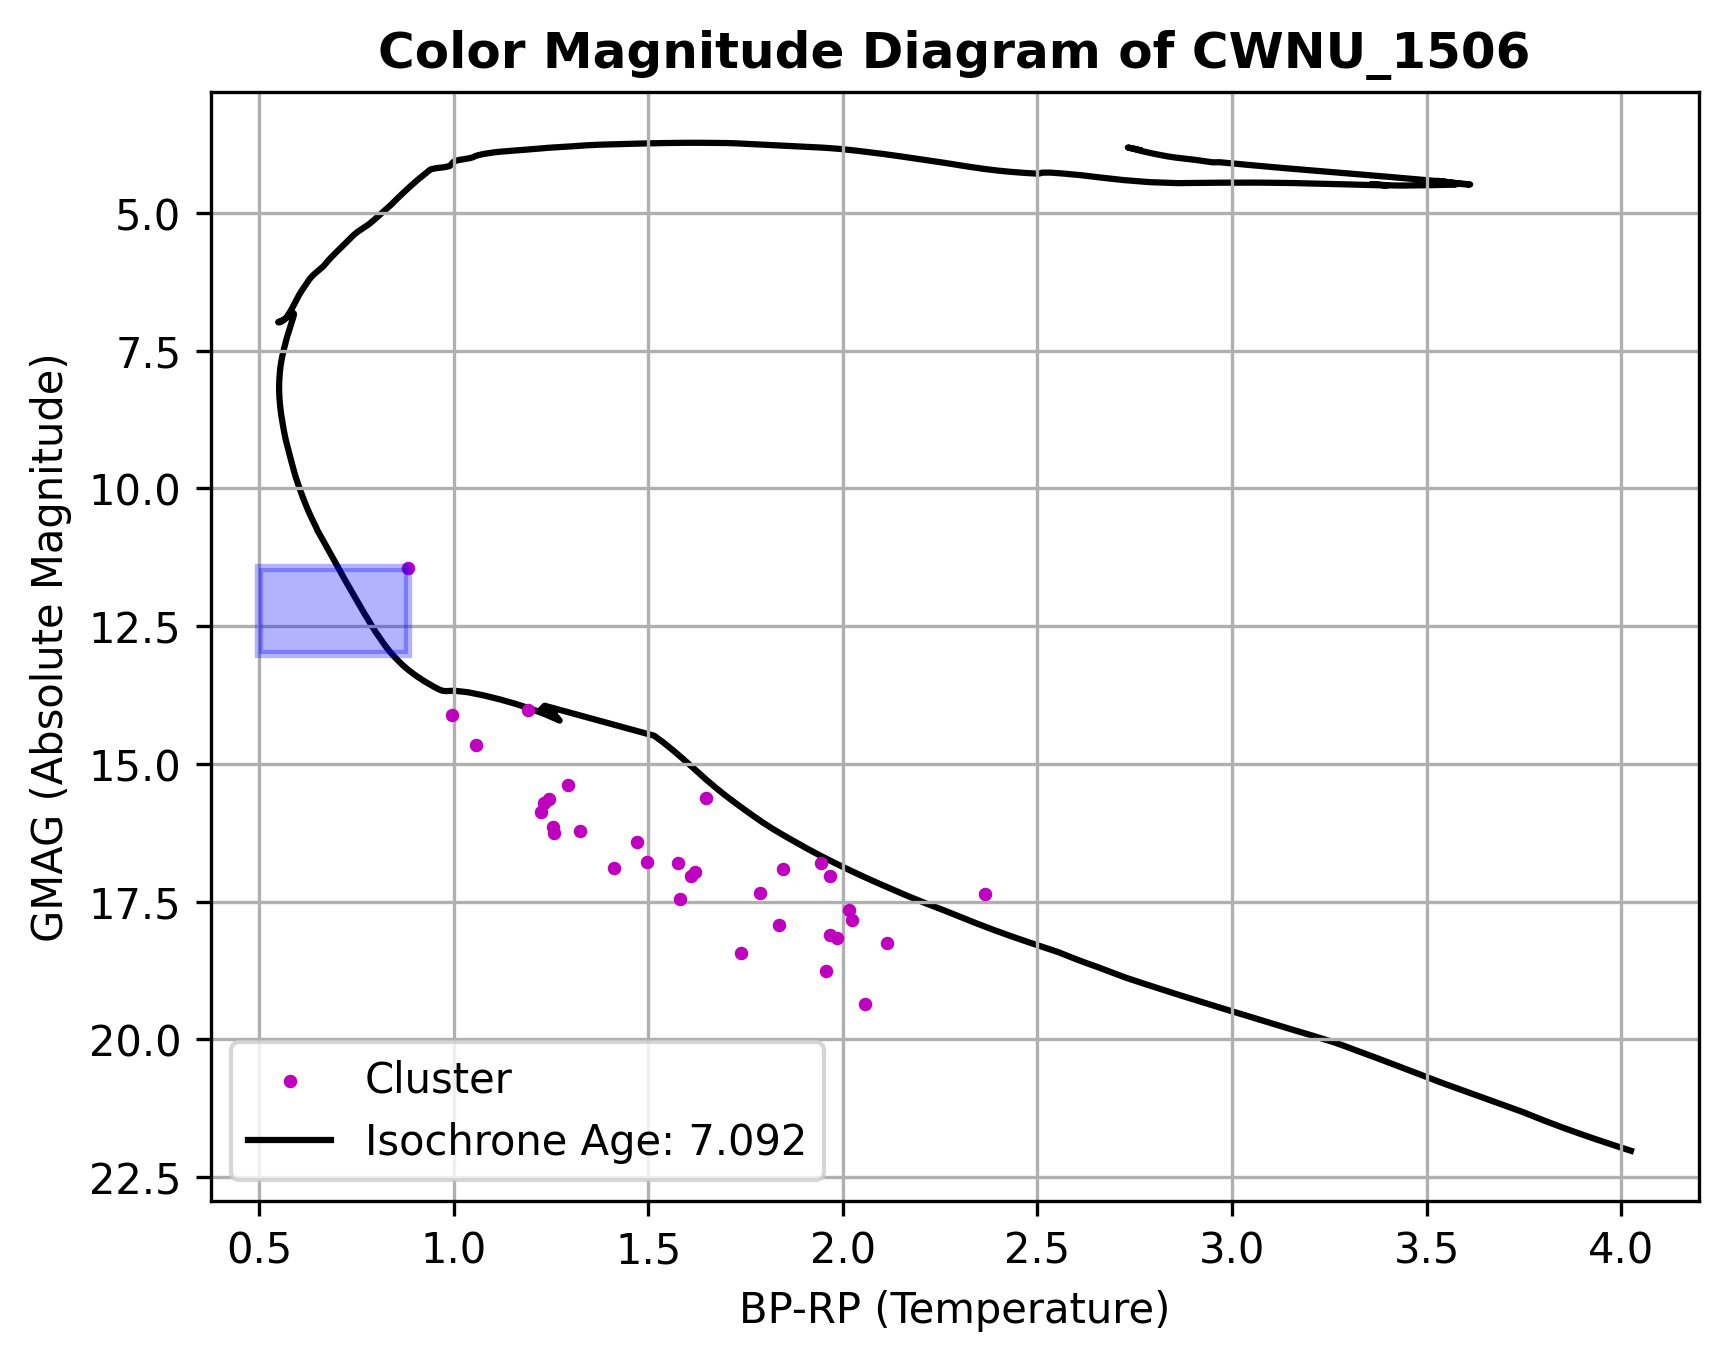 Color Magnitude Diagram of CWNU_1506
GMAG (Absolute Magnitude)
5.0
7.5
10.0
12.5
15.0
17.5
20.0
22.5
Cluster
Isochrone Age: 7.092
0.5 1.0 1.5 2.0 2.5 3.0 3.5 4.0
BP-RP (Temperature)